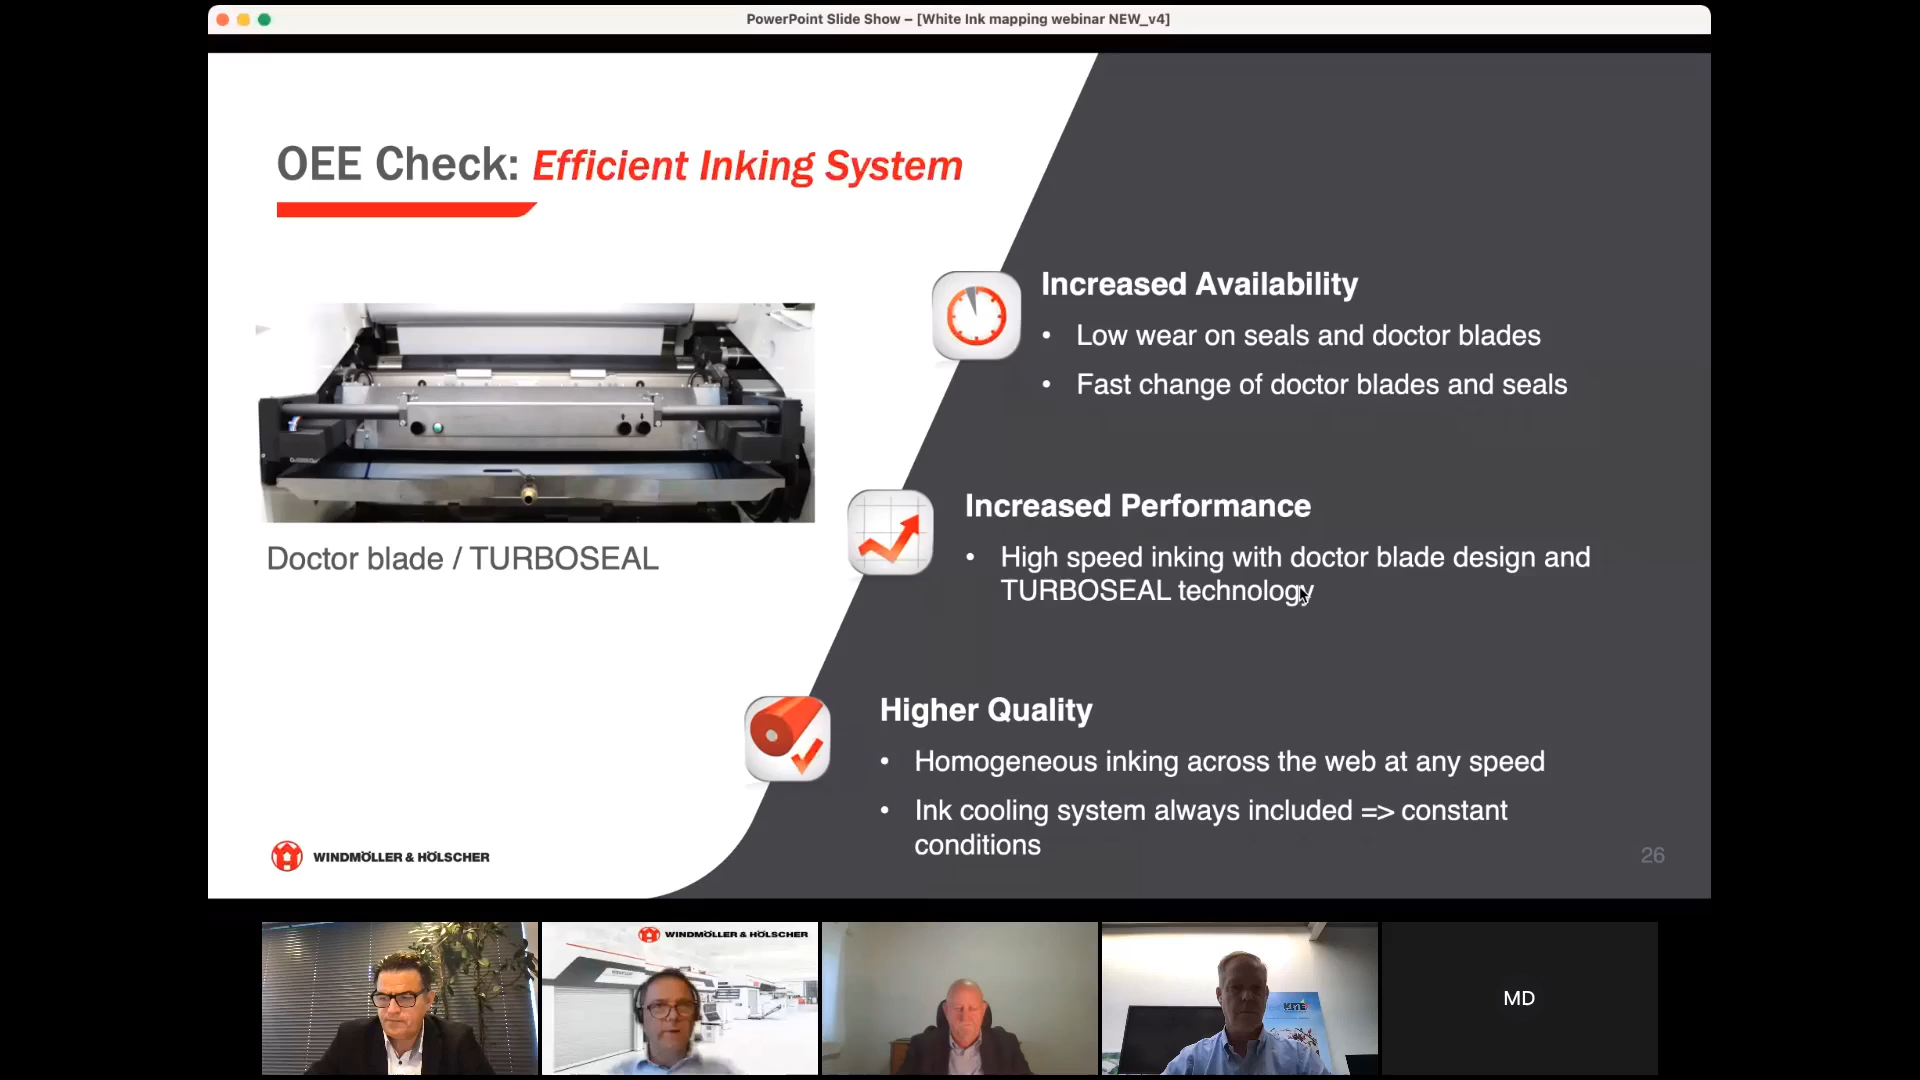 PowerPoint Slide Show – [White Ink mapping webinar NEW_v4]
OEE Check: Efficient Inking System
Increased Availability
• Low wear on seals and doctor blades
• Fast change of doctor blades and seals
Doctor blade / TURBOSEAL
Increased Performance
• High speed inking with doctor blade design and
TURBOSEAL technology
Higher Quality
• Homogeneous inking across the web at any speed
• Ink cooling system always included => constant
conditions
WINDMÖLLER & HÖLSCHER
26
WINDMÖLLER & HÖLSCHER
MD